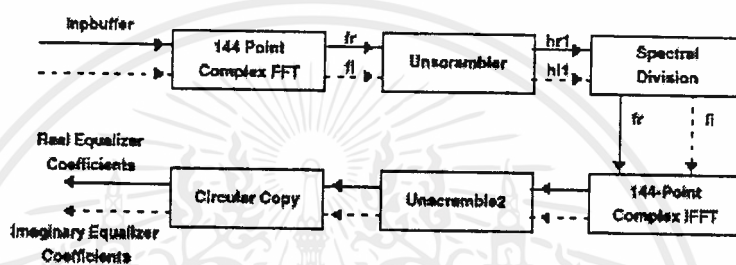 Inpbuffer
144 Point
Complex FFT
fr
fi
Unscrambler
hr1
hi1
Spectral
Division
fr
fi
Real Equalizer
Coefficients
Circular Copy
Unscramble2
144-Point
Complex IFFT
Imaginary Equalizer
Coefficients